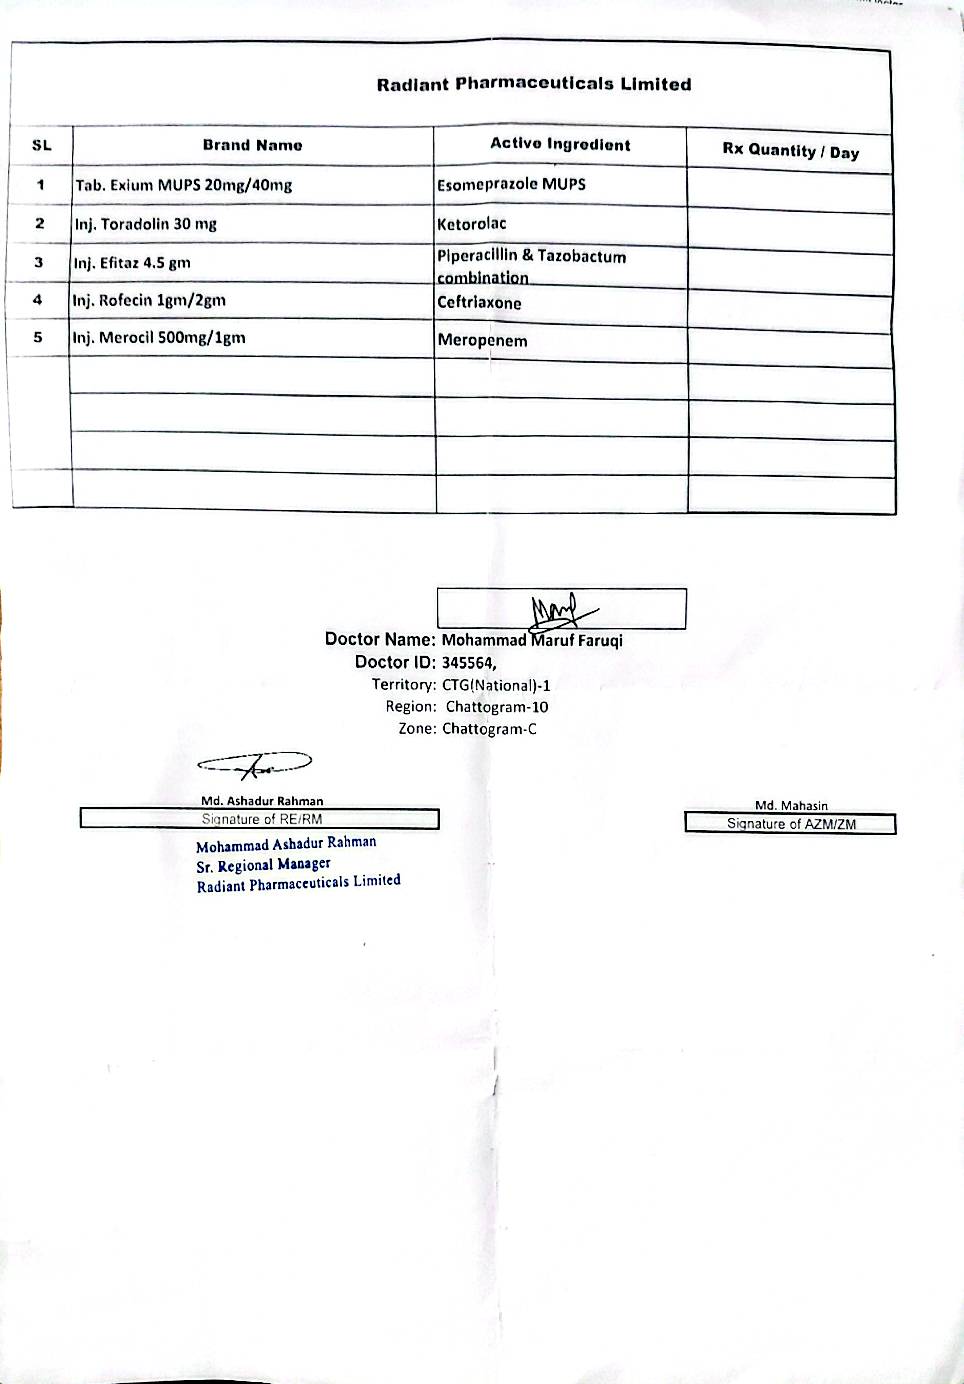 Radiant Pharmaceuticals Limited
SL Brand Name Active Ingredient Rx Quantity / Day
1 Tab. Exium MUPS 20mg/40mg Esomeprazole MUPS
2 Inj. Toradolin 30 mg Ketorolac
3 Inj. Efitaz 4.5 gm Piperacillin & Tazobactum
combination
4 Inj. Rofecin 1gm/2gm Ceftriaxone
5 Inj. Merocil 500mg/1gm Meropenem
Doctor Name: Mohammad Maruf Faruqi
Doctor ID: 345564,
Territory: CTG(National)-1
Region: Chattogram-10
Zone: Chattogram-C
Md. Ashadur Rahman
Signature of RE/RM
Mohammad Ashadur Rahman
Sr. Regional Manager
Radiant Pharmaceuticals Limited
Md. Mahasin
Signature of AZM/ZM